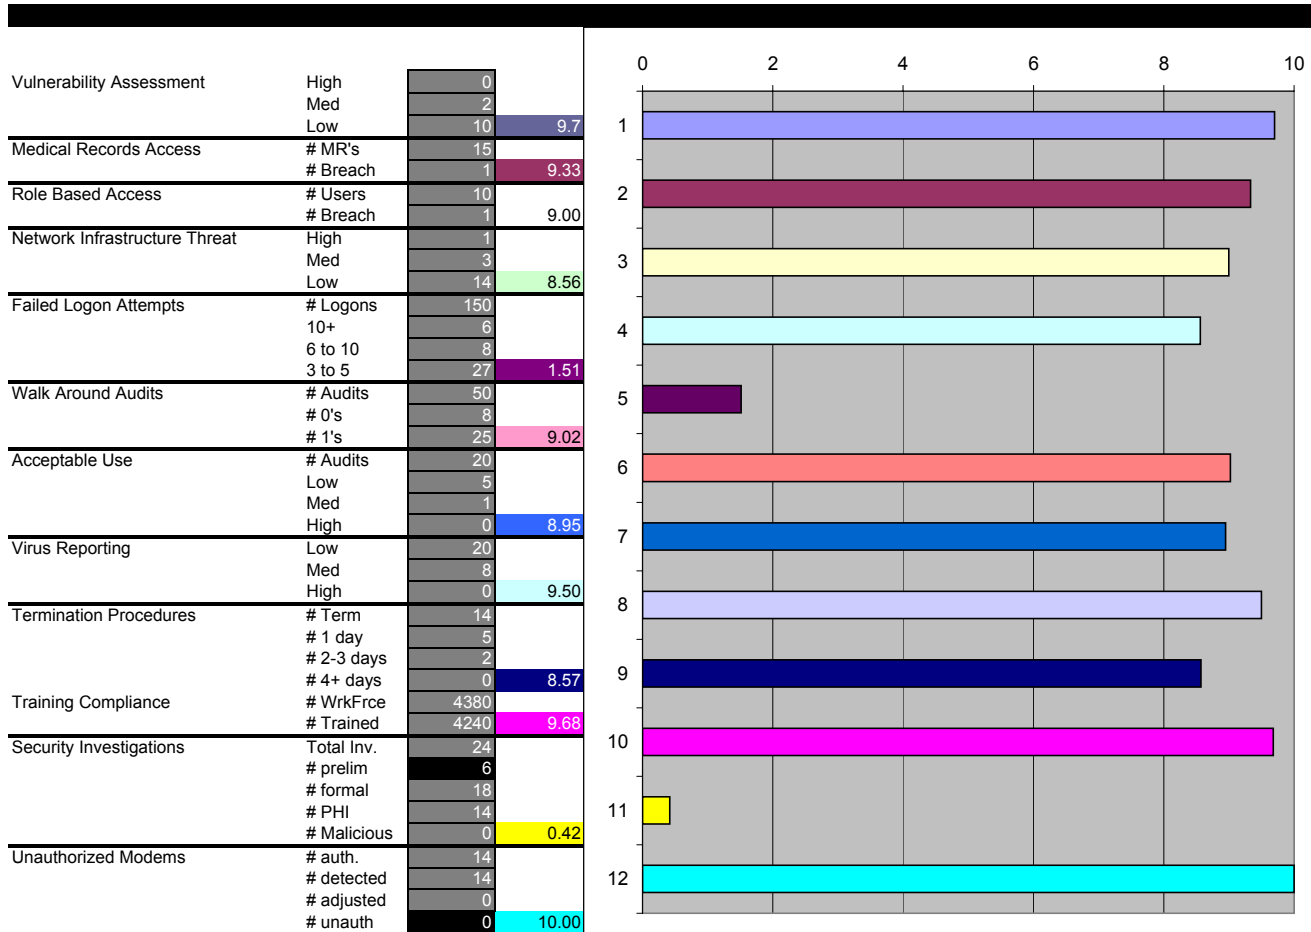 0 2 4 6 8 10
Vulnerability Assessment High 0
Med 2
Low 10 9.7
Medical Records Access # MR's 15
# Breach 1 9.33
Role Based Access # Users 10
# Breach 1 9.00
Network Infrastructure Threat High 1
Med 3
Low 14 8.56
Failed Logon Attempts # Logons 150
10+ 6
6 to 10 8
3 to 5 27 1.51
Walk Around Audits # Audits 50
# 0's 8
# 1's 25 9.02
Acceptable Use # Audits 20
Low 5
Med 1
High 0 8.95
Virus Reporting Low 20
Med 8
High 0 9.50
Termination Procedures # Term 14
# 1 day 5
# 2-3 days 2
# 4+ days 0 8.57
Training Compliance # WrkFrce 4380
# Trained 4240 9.68
Security Investigations Total Inv. 24
# prelim 6
# formal 18
# PHI 14
# Malicious 0 0.42
Unauthorized Modems # auth. 14
# detected 14
# adjusted 0
# unauth 0 10.00
1
2
3
4
5
6
7
8
9
10
11
12